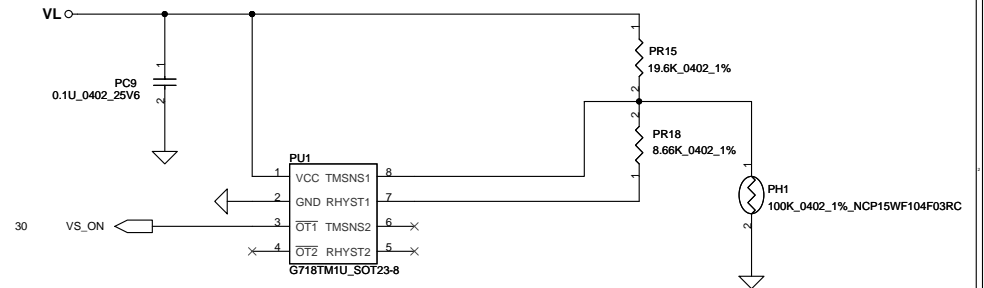 VL
1
PR15
19.6K_0402_1%
2
1
PC9
0.1U_0402_25V6
2
2
PR18
8.66K_0402_1%
1
PU1
1 VCC TMSNS1 8
2 GND RHYST1 7
30 VS_ON 3 OT1 TMSNS2 6
4 OT2 RHYST2 5
G718TM1U_SOT23-8
1
PH1
100K_0402_1%_NCP15WF104F03RC
2